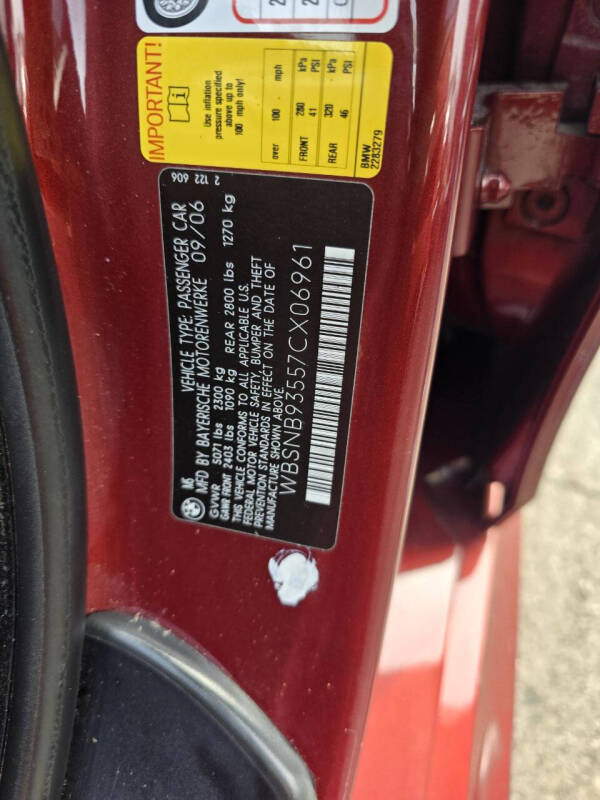 IMPORTANT!
Use inflation
pressure specified
above up to
100 mph only!
over 100 mph
kPa PSI kPa PSI
FRONT 280 41
REAR 320 46
BMW
2283279
2 122 606
M6 VEHICLE TYPE: PASSENGER CAR
MFD BY BAYERISCHE MOTORENWERKE 09/06
GVWR 5071 lbs 2300 kg
GAWR FRONT 2403 lbs 1090 kg REAR 2800 lbs 1270 kg
THIS VEHICLE CONFORMS TO ALL APPLICABLE U.S.
FEDERAL MOTOR VEHICLE SAFETY, BUMPER AND THEFT
PREVENTION STANDARDS IN EFFECT ON THE DATE OF
MANUFACTURE SHOWN ABOVE.
WBSNB93557CX06961